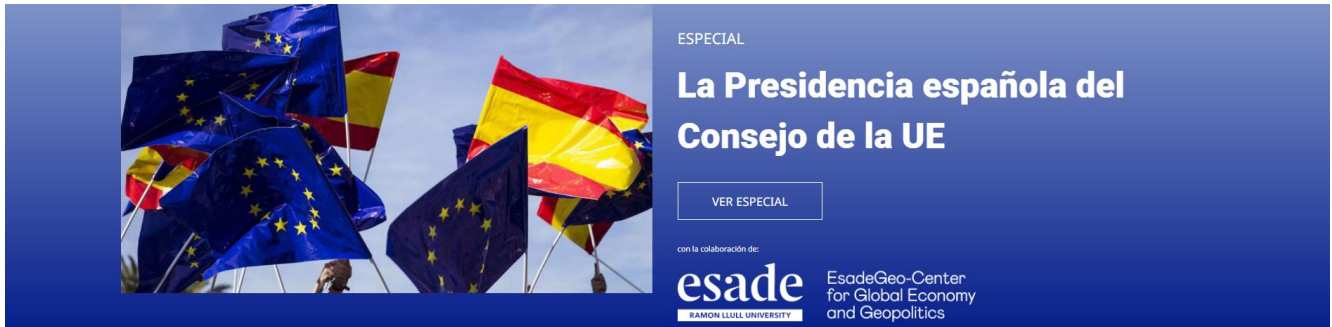 ESPECIAL
La Presidencia española del
Consejo de la UE
VER ESPECIAL
con la colaboración de:
esade
RAMON LLULL UNIVERSITY
EsadeGeo-Center
for Global Economy
and Geopolitics